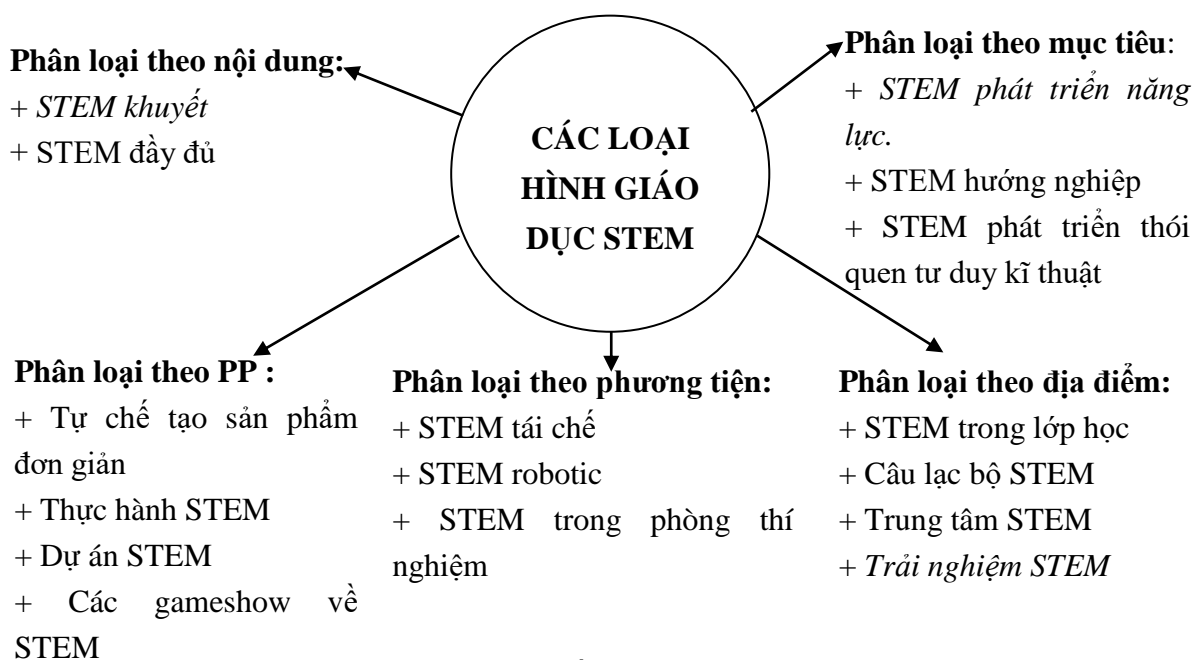 Phân loại theo nội dung:
+ STEM khuyết
+ STEM đầy đủ
CÁC LOẠI
HÌNH GIÁO
DỤC STEM
Phân loại theo mục tiêu:
+ STEM phát triển năng
lực.
+ STEM hướng nghiệp
+ STEM phát triển thói
quen tư duy kĩ thuật
Phân loại theo PP :
+ Tự chế tạo sản phẩm
đơn giản
+ Thực hành STEM
+ Dự án STEM
+ Các gameshow về
STEM
Phân loại theo phương tiện:
+ STEM tái chế
+ STEM robotic
+ STEM trong phòng thí
nghiệm
Phân loại theo địa điểm:
+ STEM trong lớp học
+ Câu lạc bộ STEM
+ Trung tâm STEM
+ Trải nghiệm STEM